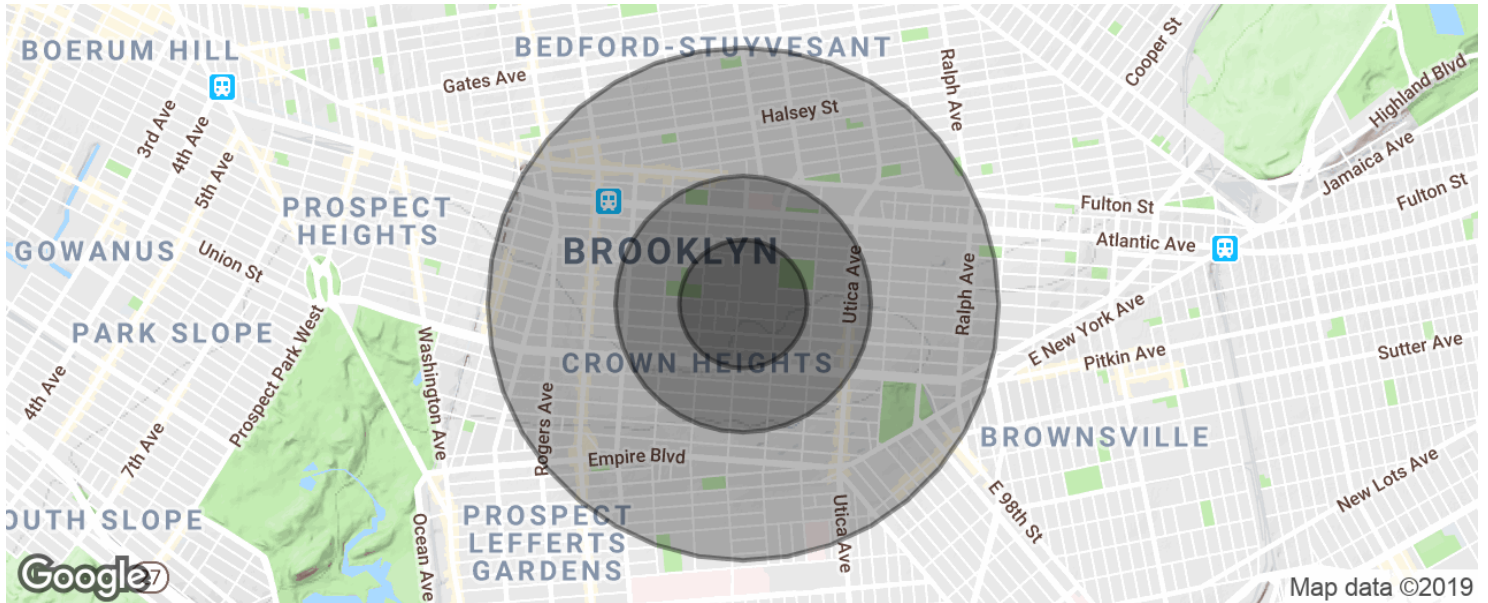 BOERUM HILL
BEDFORD-STUYVESANT
Gates Ave
Ralph Ave
Cooper St
Highland Blvd
3rd Ave
4th Ave
5th Ave
Halsey St
Jamaica Ave
PROSPECT
HEIGHTS
Fulton St
Fulton St
GOWANUS
Union St
BROOKLYN
Atlantic Ave
Utica Ave
Ralph Ave
PARK SLOPE
Prospect Park West
Washington Ave
CROWN HEIGHTS
E New York Ave
Pitkin Ave
Sutter Ave
4th Ave
7th Ave
Rogers Ave
Empire Blvd
BROWNSVILLE
New Lots Ave
E 98th St
OUTH SLOPE
Ocean Ave
PROSPECT
LEFFERTS
GARDENS
Utica Ave
Google
7
Map data ©2019